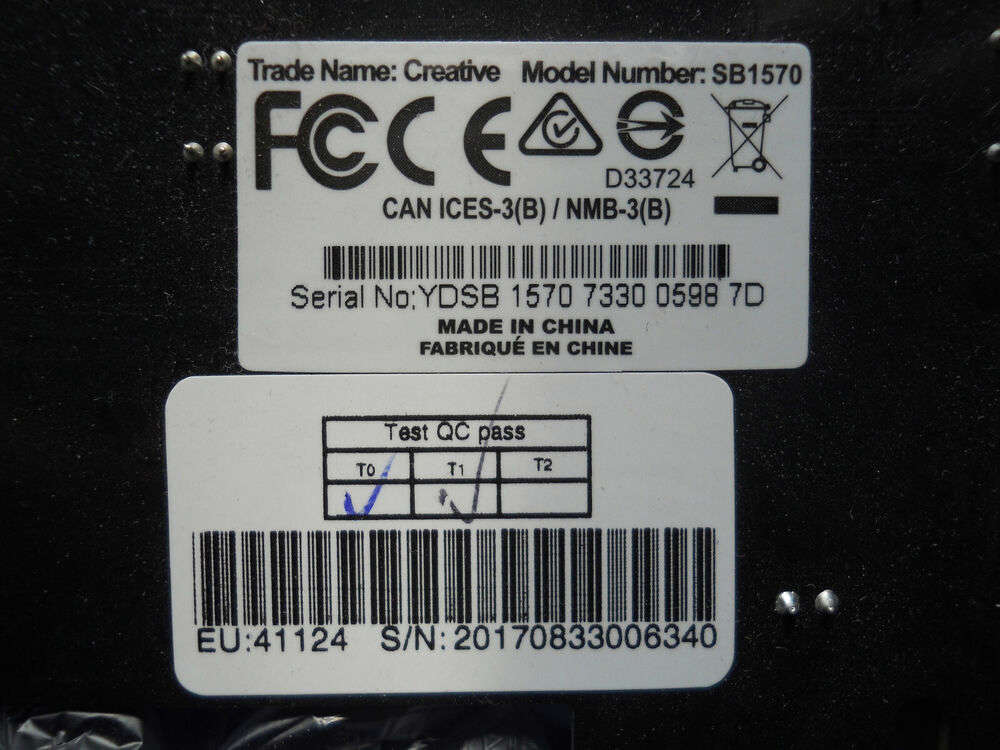 Trade Name: Creative Model Number: SB1570
FC CE
D33724
CAN ICES-3(B) / NMB-3(B)
Serial No:YDSB 1570 7330 0598 7D
MADE IN CHINA
FABRIQUÉ EN CHINE
Test QC pass
T0 T1 T2
EU:41124 S/N: 20170833006340